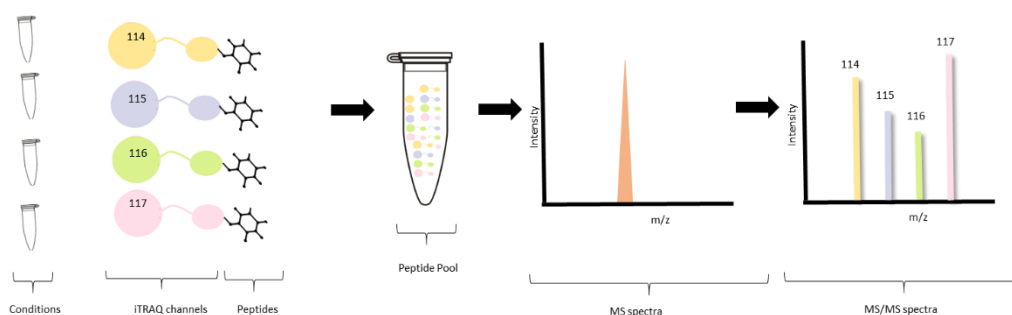 114
115
116
117
Intensity
m/z
Intensity
114
115
116
117
m/z
Conditions
iTRAQ channels
Peptides
Peptide Pool
MS spectra
MS/MS spectra